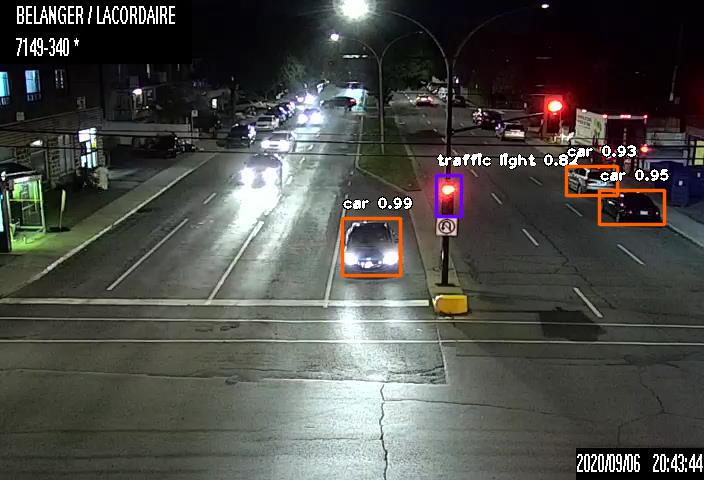 BELANGER / LACORDAIRE
7149-340 *
car 0.93
traffic light 0.82
car 0.95
car 0.99
2020/09/06 20:43:44